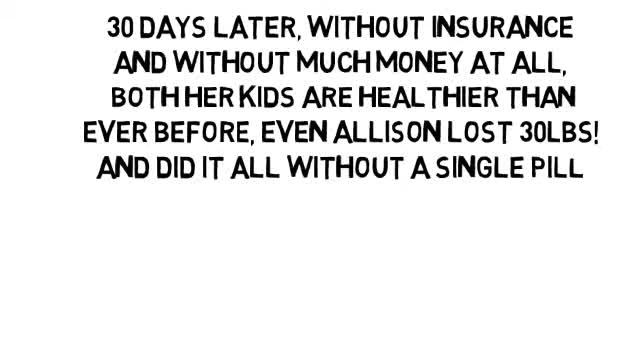 30 DAYS LATER, WITHOUT INSURANCE
AND WITHOUT MUCH MONEY AT ALL,
BOTH HER KIDS ARE HEALTHIER THAN
EVER BEFORE, EVEN ALLISON LOST 30LBS!
AND DID IT ALL WITHOUT A SINGLE PILL